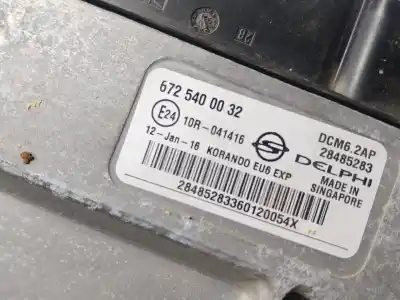 672 540 00 32
DCM6.2AP
E24
10R-041416
28485283
DELPHI
12-Jan-16
KORANDO EU6 EXP
MADE IN
SINGAPORE
28485283360120054X